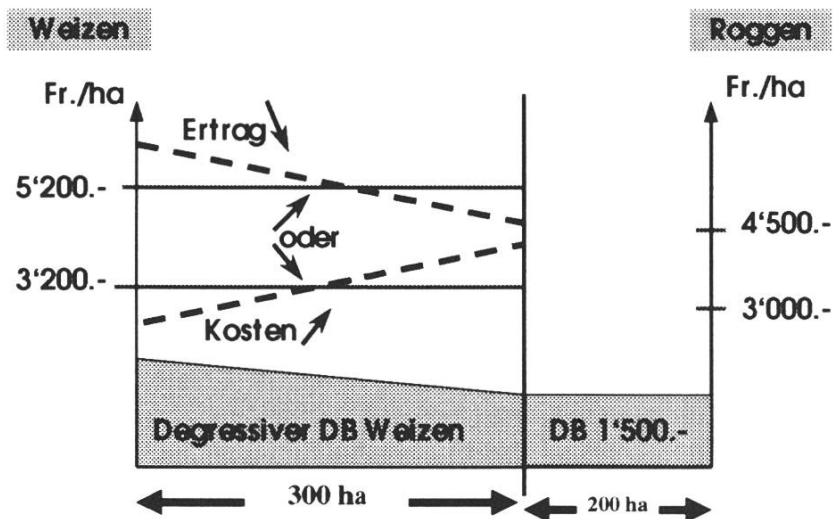 Weizen
Roggen
Fr./ha
Fr./ha
Ertrag
5‘200.-
4‘500.-
oder
3‘200.-
3‘000.-
Kosten
Degressiver DB Weizen
DB 1‘500.-
300 ha
200 ha